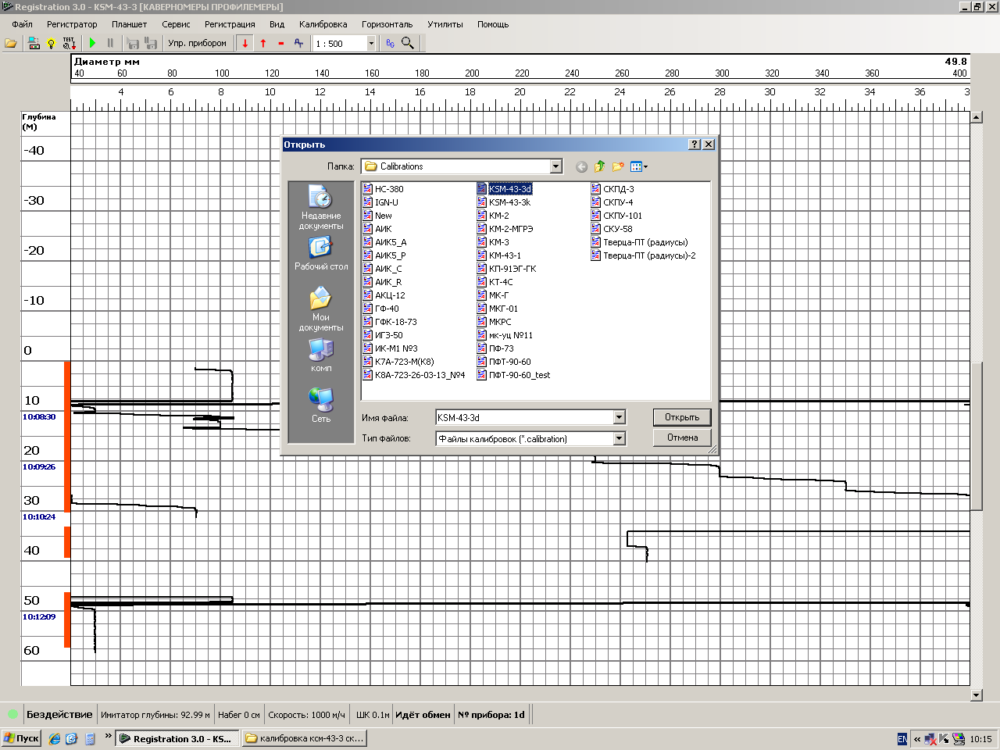 Registration 3.0 - KSM-43-3 [КАВЕРНОМЕРЫ ПРОФИЛЕМЕРЫ]
Файл Регистратор Планшет Сервис Регистрация Вид Калибровка Горизонталь Утилиты Помощь
TEST Упр. прибором 1 : 500
Диаметр мм 49.8
40 60 80 100 120 140 160 180 200 220 240 260 280 300 320 340 360 400
4 6 8 10 12 14 16 18 20 22 24 26 28 30 32 34 36 3
Глубина
(М)
-40
-30
-20
-10
0
10
10:08:30
20
10:09:26
30
10:10:24
40
50
10:12:09
60
Открыть
Папка: Calibrations
Недавние документы
Рабочий стол
Мои документы
комп
Сеть
НС-380
IGN-U
New
АИК
АИК5_А
АИК5_Р
АИК_С
АИК_R
АКЦ-12
ГФ-40
ГФК-18-73
ИГЗ-50
ИК-М1 №3
К7А-723-М(К8)
К8А-723-26-03-13_№4
KSM-43-3d
KSM-43-3k
КМ-2
КМ-2-МГРЭ
КМ-3
КМ-43-1
КП-91ЭГ-ГК
КТ-4С
МК-Г
МКГ-01
МКРС
мк-уц №11
ПФ-73
ПФТ-90-60
ПФТ-90-60_test
СКПД-3
СКПУ-4
СКПУ-101
СКУ-58
Тверца-ПТ (радиусы)
Тверца-ПТ (радиусы)-2
Имя файла: KSM-43-3d Открыть
Тип файлов: Файлы калибровок (*.calibration) Отмена
Бездействие Имитатор глубины: 92.99 м Набег 0 см Скорость: 1000 м/ч ШК 0.1м Идёт обмен № прибора: 1d
Пуск Registration 3.0 - KS... калибровка ксм-43-3 ск... EN 10:15